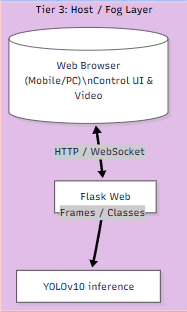 Tier 3: Host / Fog Layer
Web Browser
(Mobile/PC)\nControl UI &
Video
HTTP / WebSocket
Flask Web
Frames / Classes
YOLOv10 inference